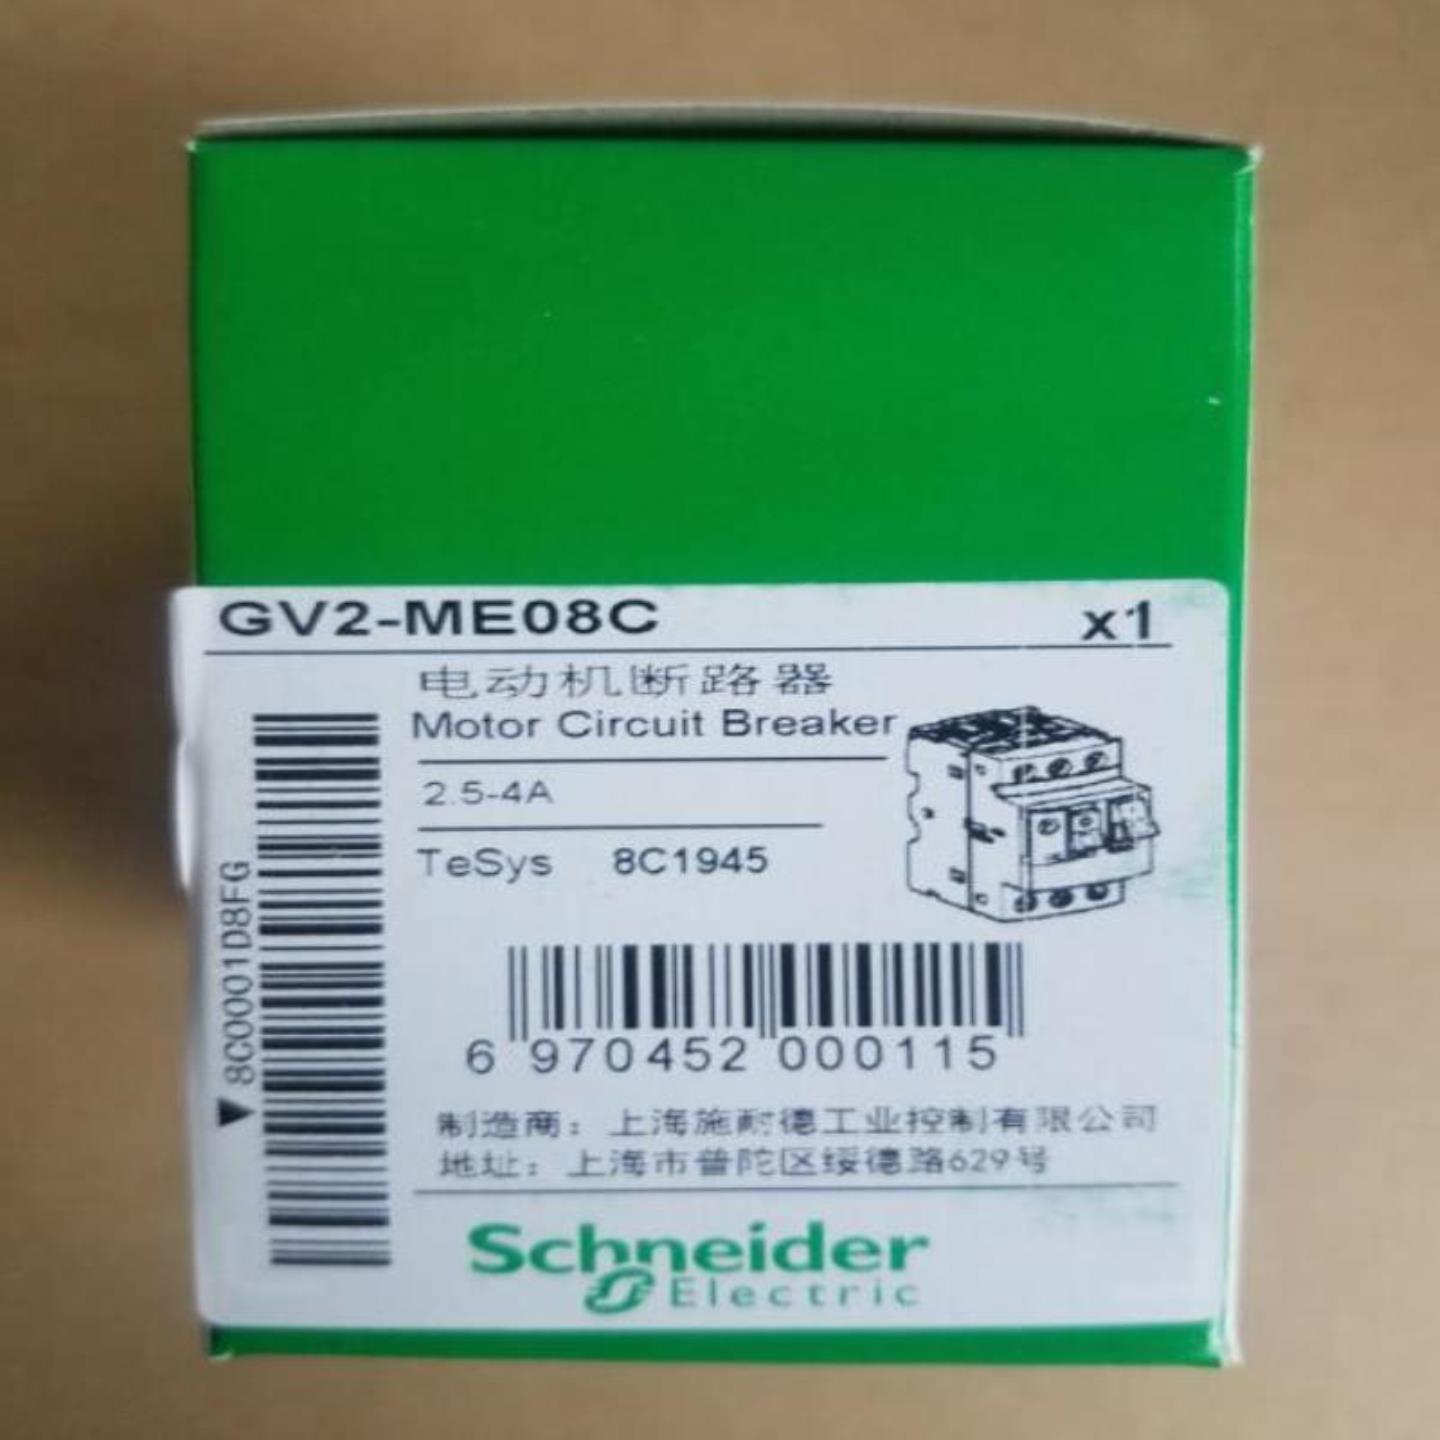 GV2-ME08C x1
电动机断路器
Motor Circuit Breaker
2.5-4A
TeSys 8C1945
8C0001D8FG
6 970452 000115
制造商：上海施耐德工业控制有限公司
地址：上海市普陀区绥德路629号
Schneider
Electric